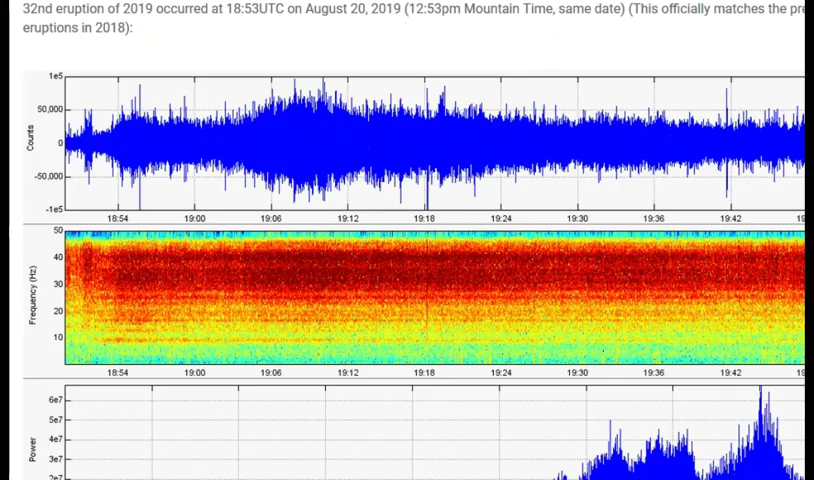 32nd eruption of 2019 occurred at 18:53UTC on August 20, 2019 (12:53pm Mountain Time, same date) (This officially matches the pre
eruptions in 2018):
1e5
50,000
0
-50,000
-1e5
Counts
18:54 19:00 19:06 19:12 19:18 19:24 19:30 19:36 19:42 19
50
40
30
20
10
Frequency (Hz)
18:54 19:00 19:06 19:12 19:18 19:24 19:30 19:36 19:42 19
6e7
5e7
4e7
3e7
2e7
Power